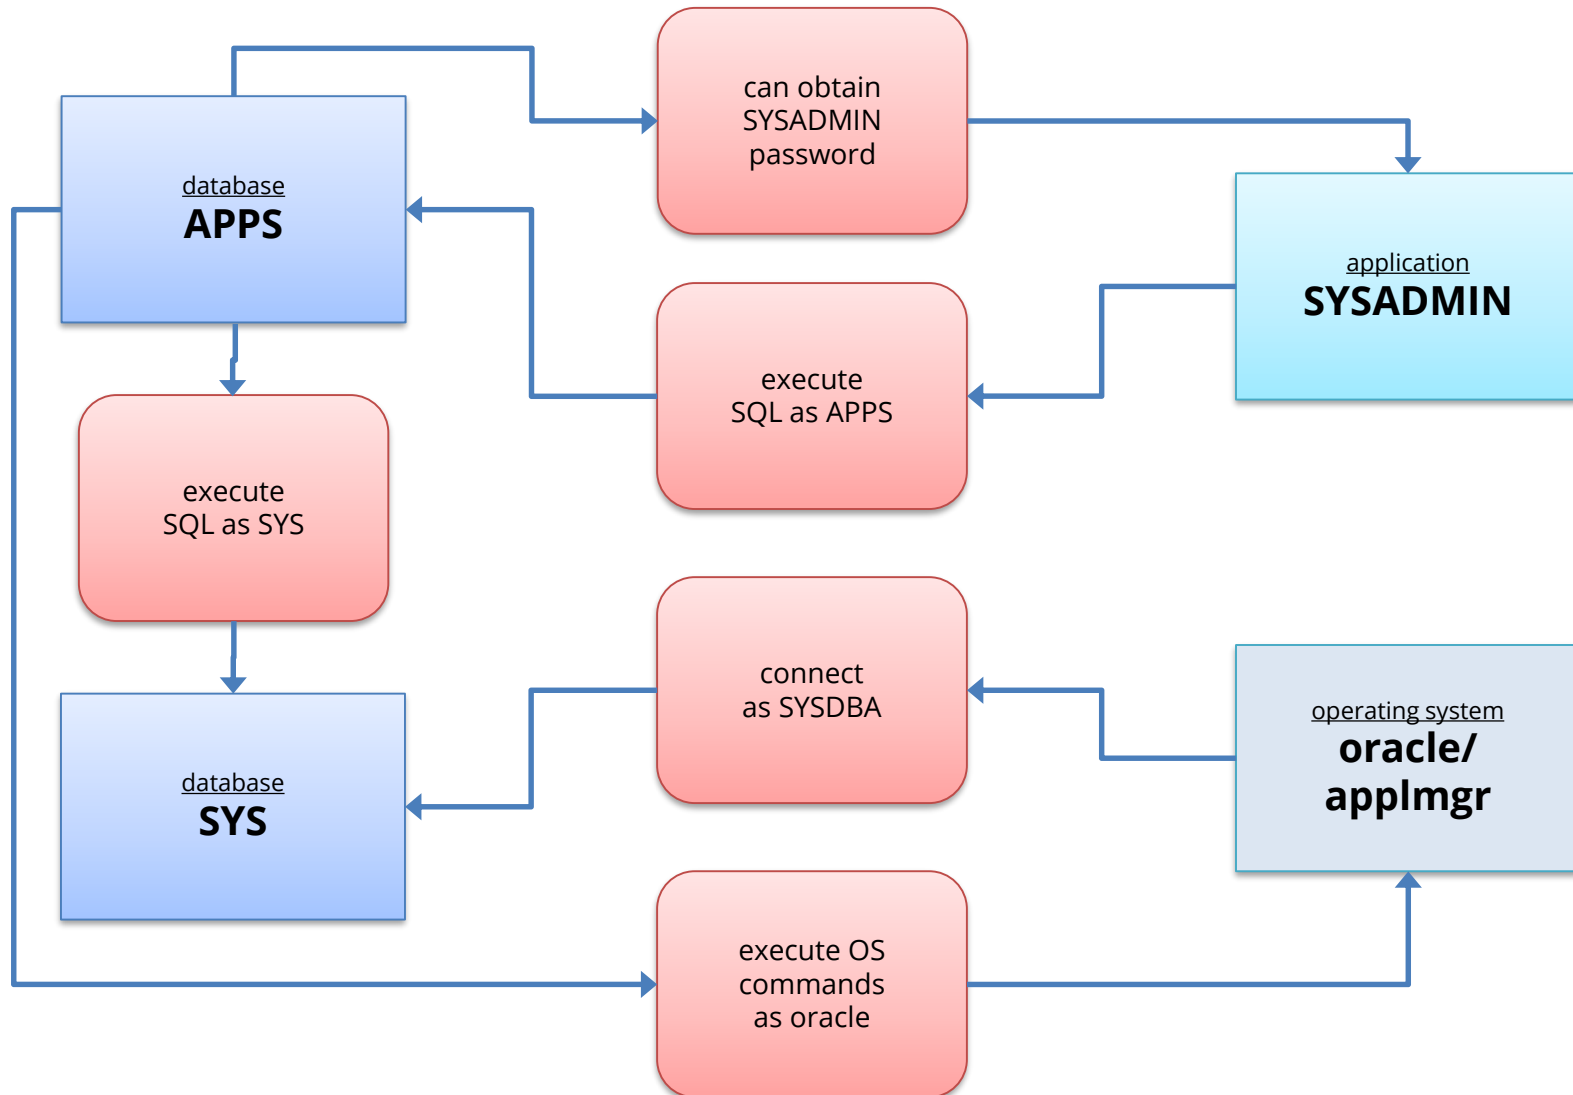 can obtain
SYSADMIN
password
database
APPS
application
SYSADMIN
execute
SQL as APPS
execute
SQL as SYS
connect
as SYSDBA
operating system
oracle/
applmgr
database
SYS
execute OS
commands
as oracle